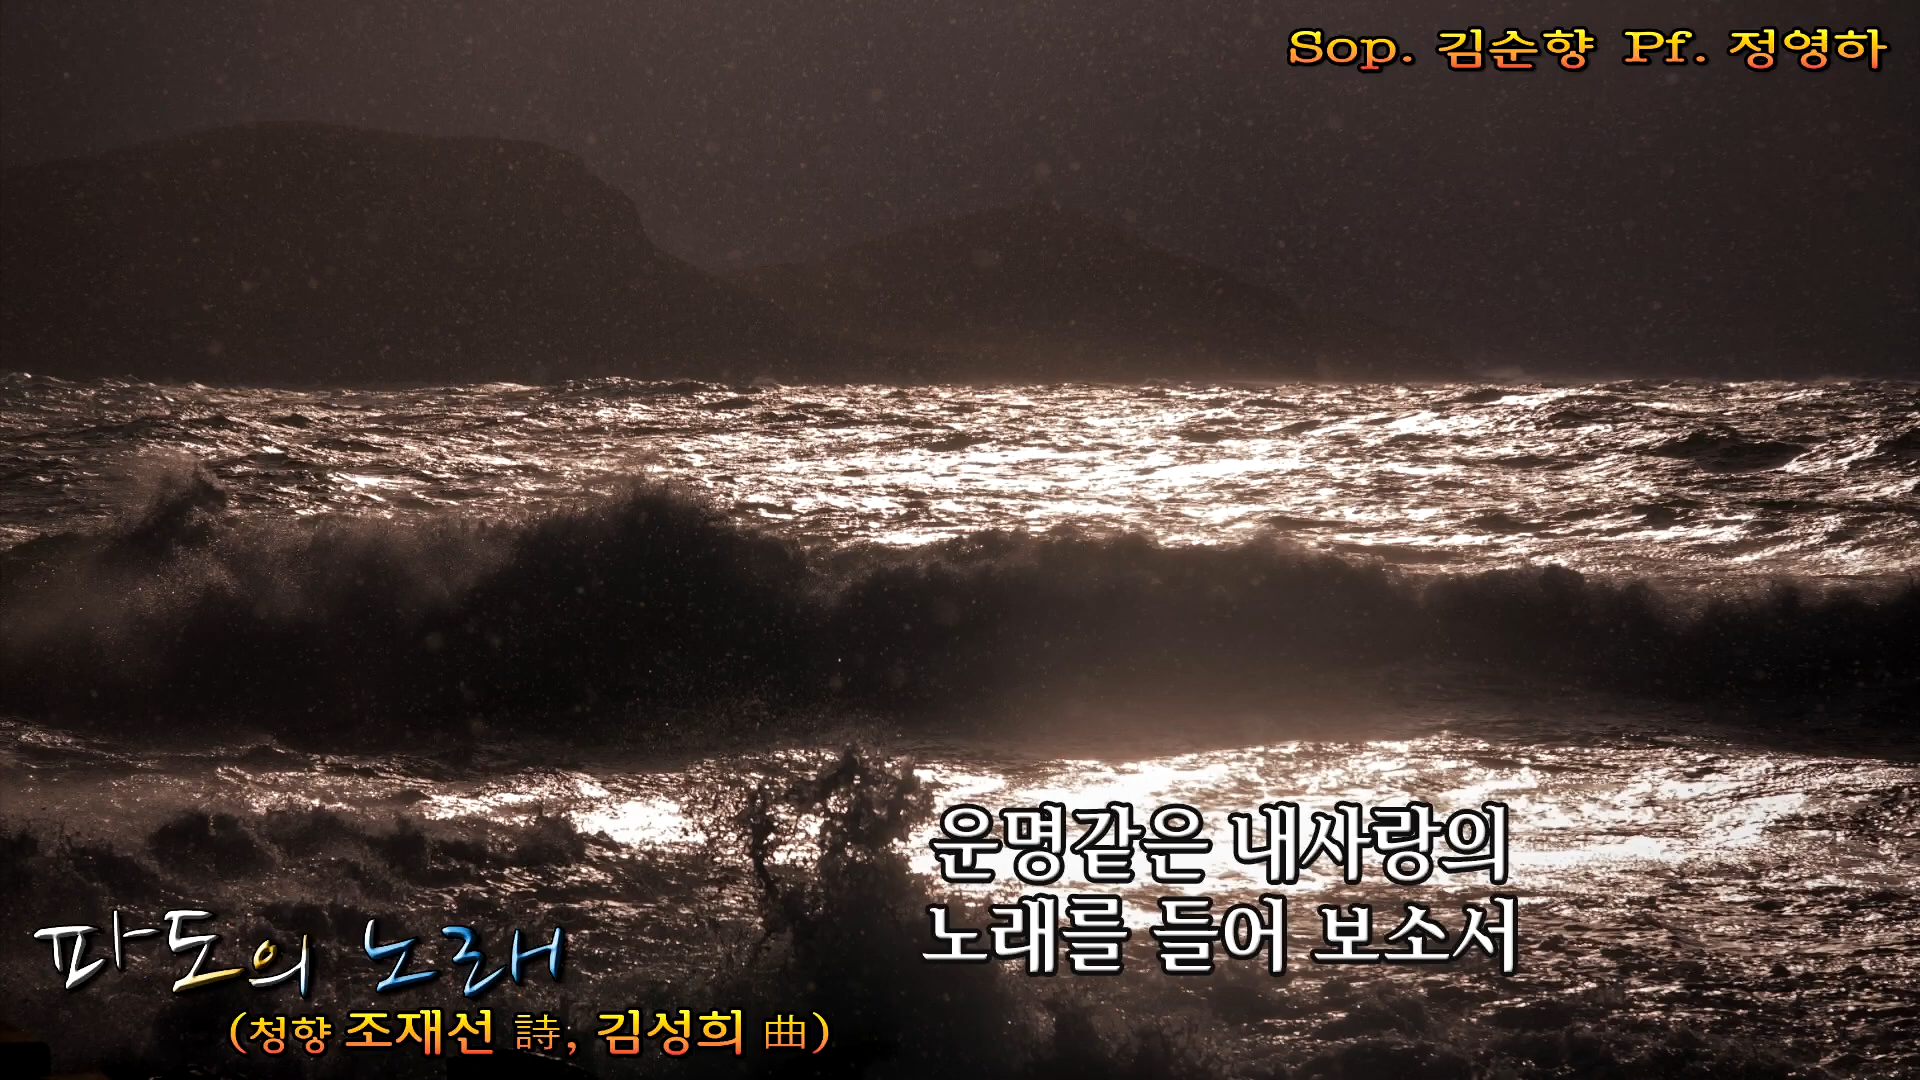 Sop. 김순향 Pf. 정영하
운명같은 내사랑의
노래를 들어 보소서
파도의 노래
(청향 조재선 詩, 김성희 曲)